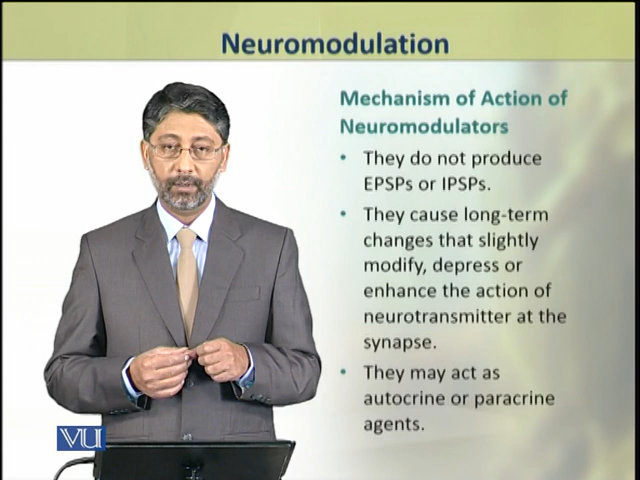 Neuromodulation
Mechanism of Action of
Neuromodulators
• They do not produce
EPSPs or IPSPs.
• They cause long-term
changes that slightly
modify, depress or
enhance the action of
neurotransmitter at the
synapse.
• They may act as
autocrine or paracrine
agents.
VU